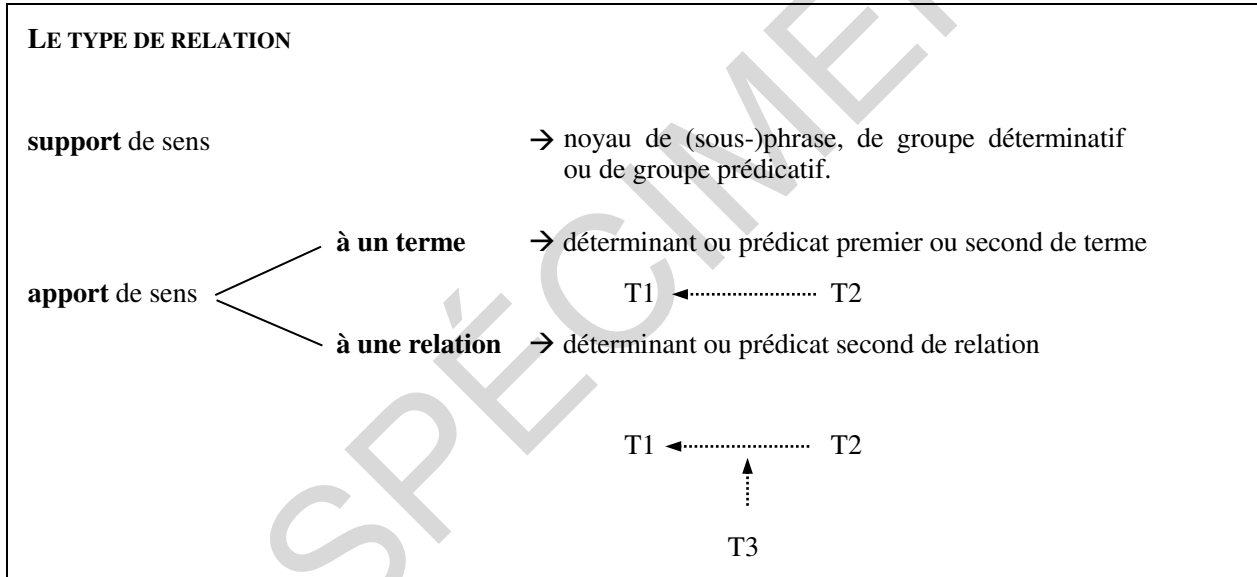 LE TYPE DE RELATION
support de sens → noyau de (sous-)phrase, de groupe déterminatif
ou de groupe prédicatif.
à un terme → déterminant ou prédicat premier ou second de terme
apport de sens T1 T2
à une relation → déterminant ou prédicat second de relation
T1 T2
T3
SPÉCIMEN